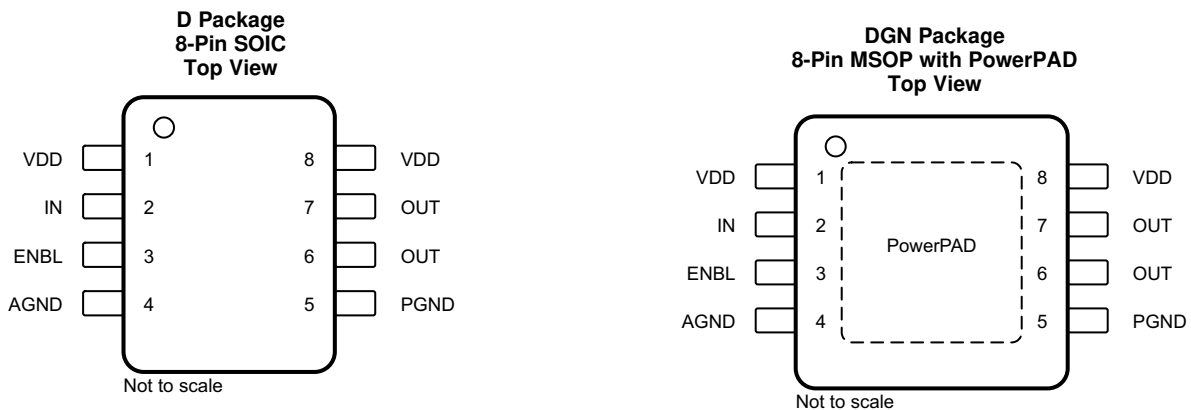 D Package
8-Pin SOIC
Top View
VDD 1 8 VDD
IN 2 7 OUT
ENBL 3 6 OUT
AGND 4 5 PGND
Not to scale
DGN Package
8-Pin MSOP with PowerPAD
Top View
VDD 1 8 VDD
IN 2 7 OUT
PowerPAD
ENBL 3 6 OUT
AGND 4 5 PGND
Not to scale